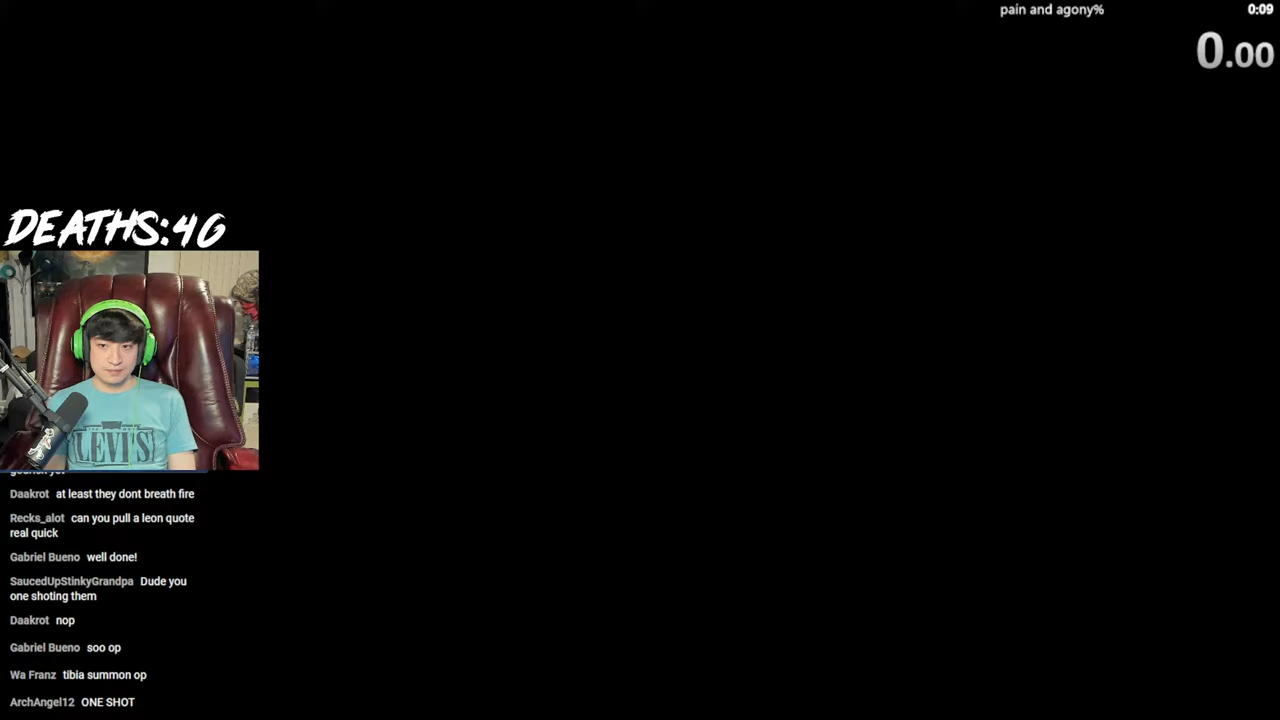 pain and agony% 0:09
0.00
DEATHS:46
LEVI'S
Daakrot at least they dont breath fire
Recks_alot can you pull a leon quote
real quick
Gabriel Bueno well done!
SaucedUpStinkyGrandpa Dude you
one shoting them
Daakrot nop
Gabriel Bueno soo op
Wa Franz tibia summon op
ArchAngel12 ONE SHOT